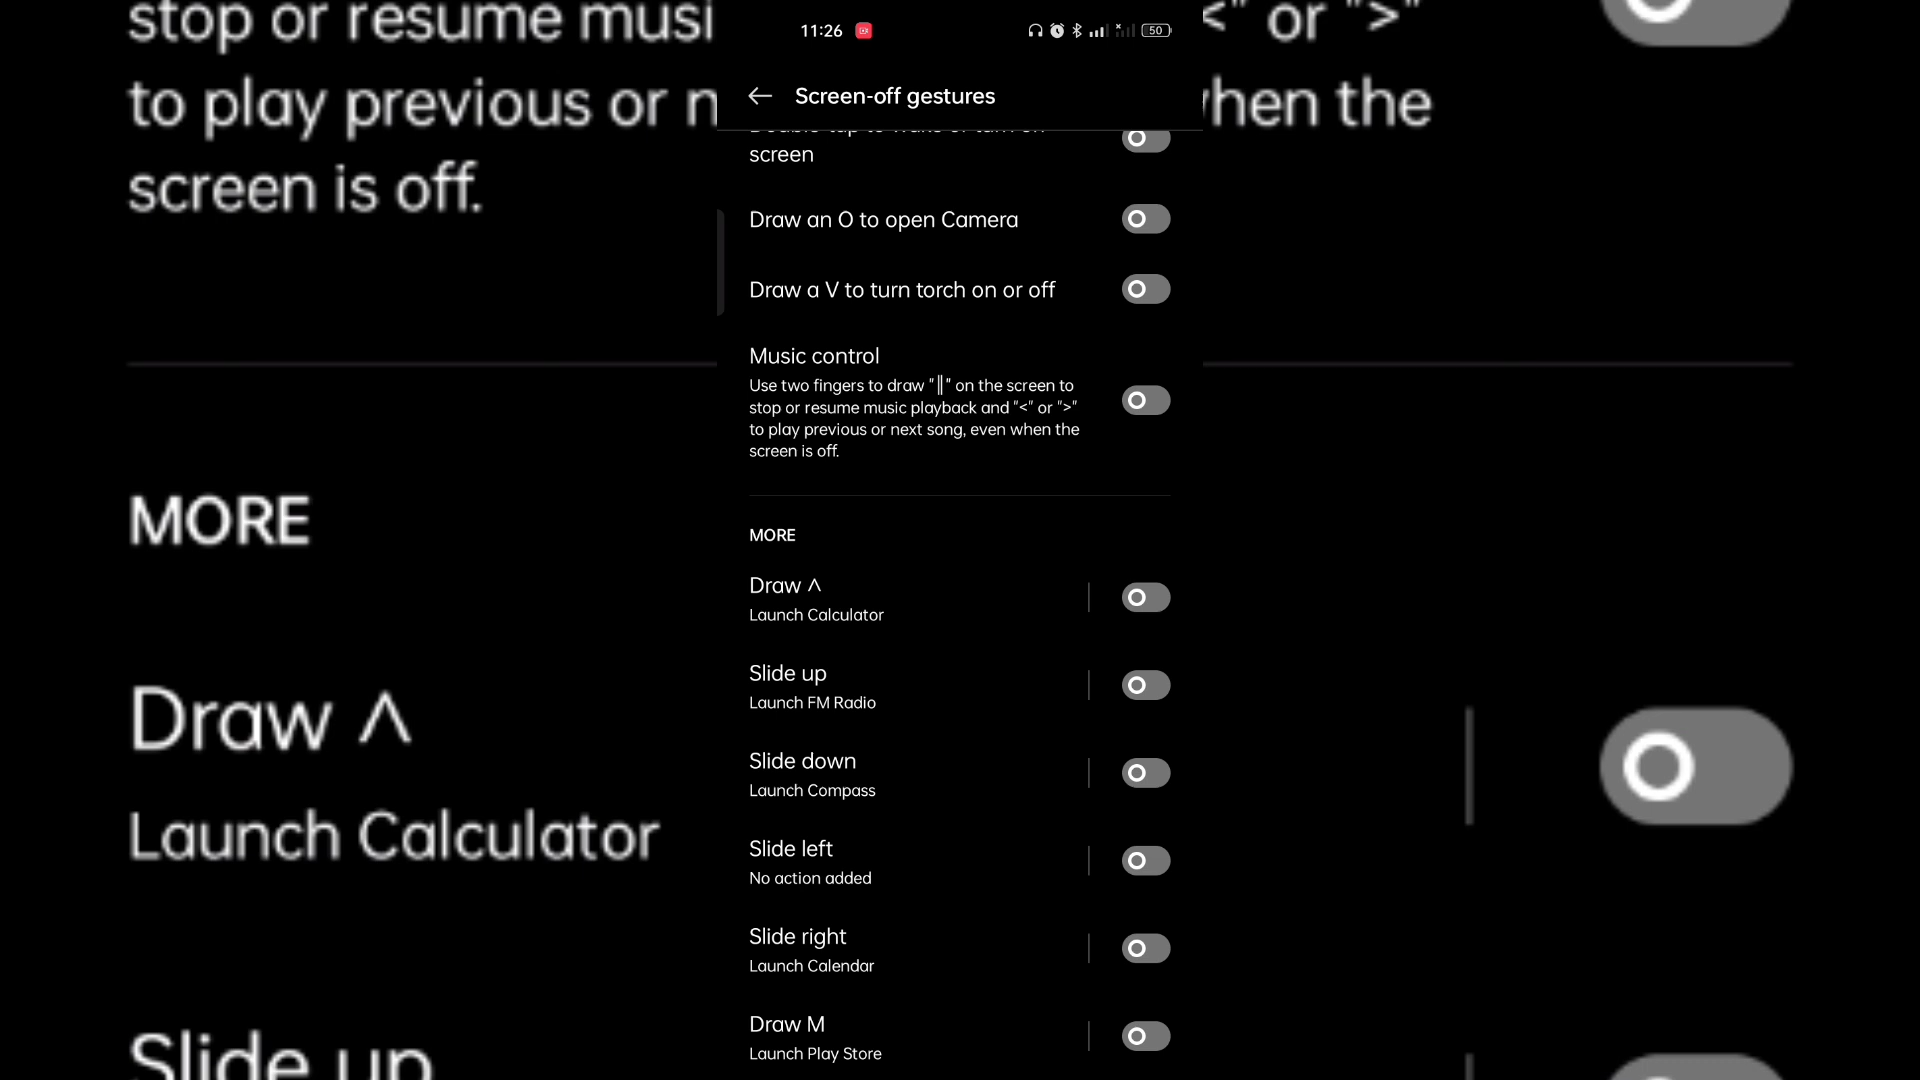 stop or resume musi
<" or ">"
to play previous or n
hen the
screen is off.
MORE
Draw ^
Launch Calculator
Slide up
11:26
50
Screen-off gestures
screen
Draw an O to open Camera
Draw a V to turn torch on or off
Music control
Use two fingers to draw "||" on the screen to
stop or resume music playback and "<" or ">"
to play previous or next song, even when the
screen is off.
MORE
Draw ^
Launch Calculator
Slide up
Launch FM Radio
Slide down
Launch Compass
Slide left
No action added
Slide right
Launch Calendar
Draw M
Launch Play Store